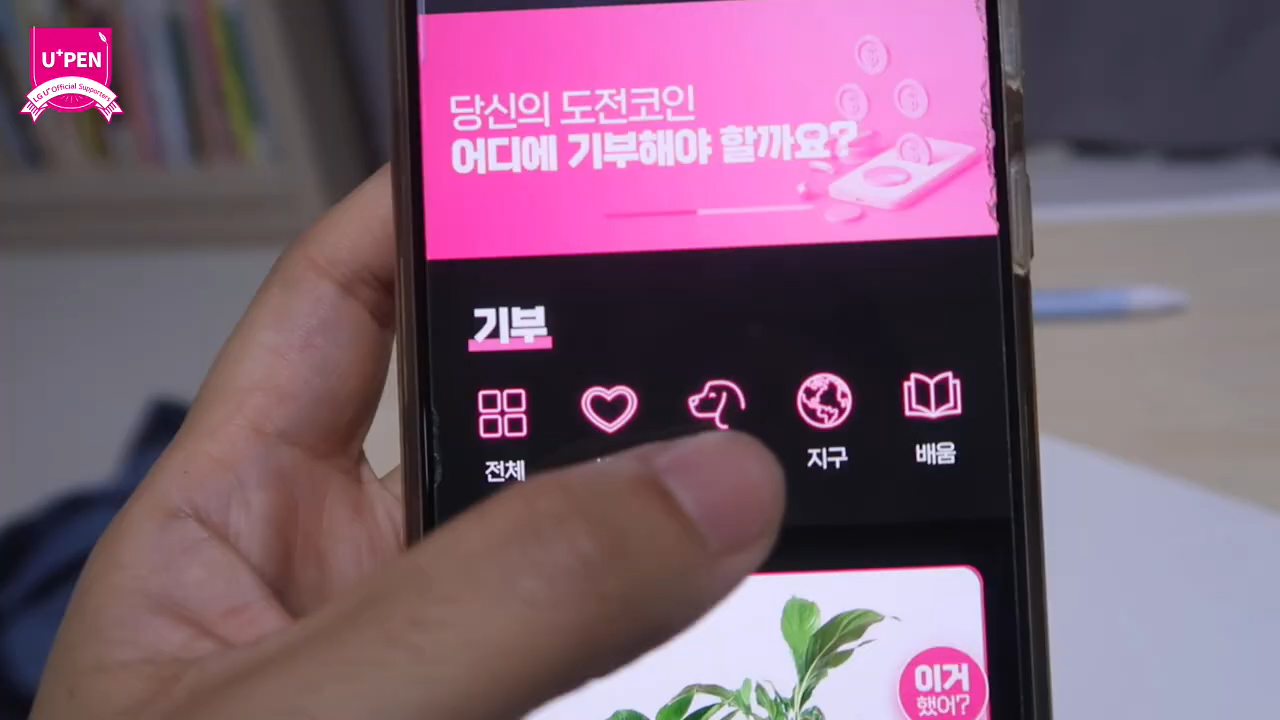 U+PEN
LG U+ Official Supporters
당신의 도전코인
어디에 기부해야 할까요?
기부
전체
지구
배움
이거
했어?